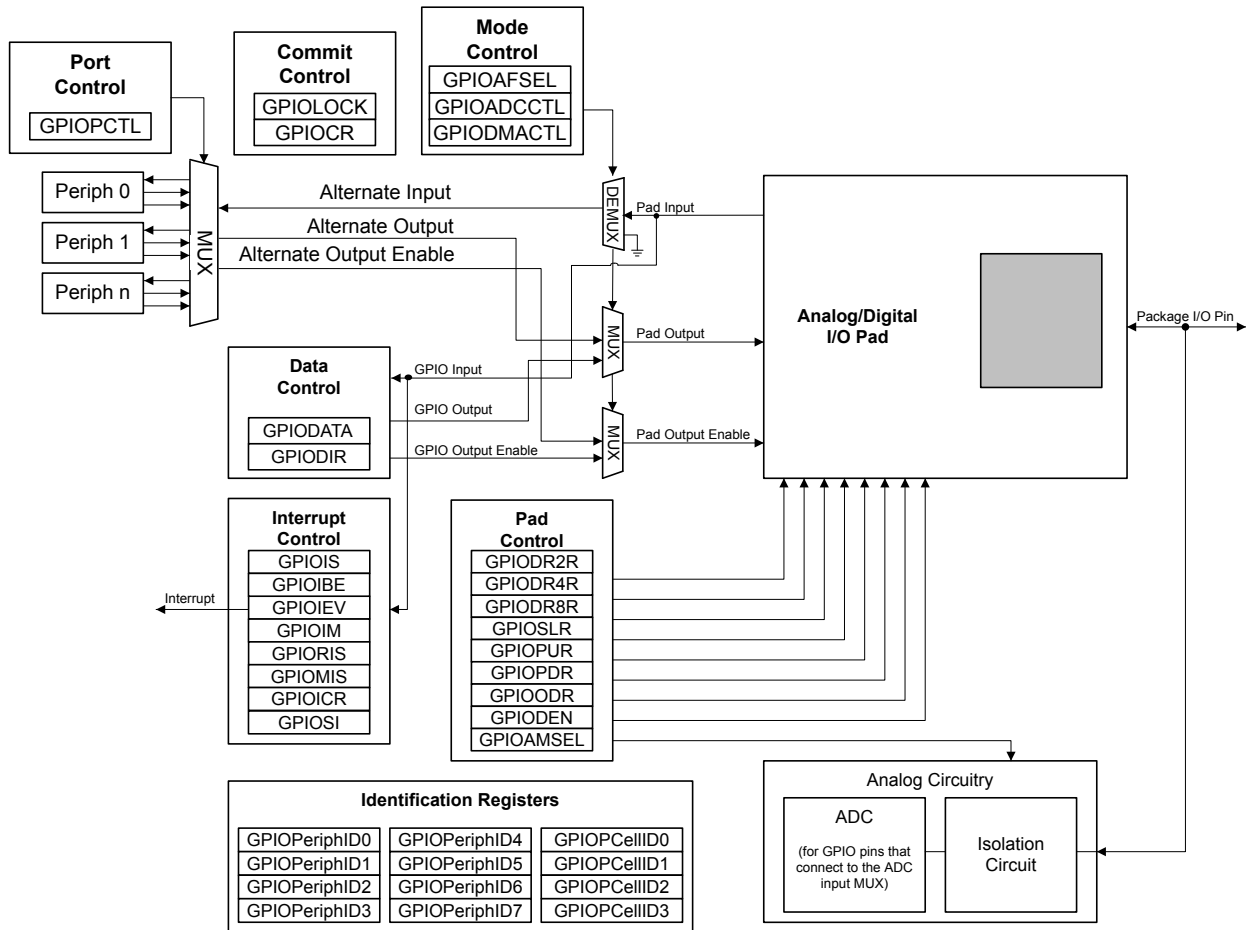 Port
Control
GPIOPCTL
Commit
Control
GPIOLOCK
GPIOCR
Mode
Control
GPIOAFSEL
GPIOADCCTL
GPIODMACTL
Periph 0
Periph 1
Periph n
MUX
Alternate Input
Alternate Output
Alternate Output Enable
DEMUX
Pad Input
MUX
Pad Output
MUX
Pad Output Enable
Analog/Digital
I/O Pad
Package I/O Pin
Data
Control
GPIODATA
GPIODIR
GPIO Input
GPIO Output
GPIO Output Enable
Interrupt
Control
GPIOIS
GPIOIBE
GPIOIEV
GPIOIM
GPIORIS
GPIOMIS
GPIOICR
GPIOSI
Interrupt
Pad
Control
GPIODR2R
GPIODR4R
GPIODR8R
GPIOSLR
GPIOPUR
GPIOPDR
GPIOODR
GPIODEN
GPIOAMSEL
Analog Circuitry
ADC
(for GPIO pins that
connect to the ADC
input MUX)
Isolation
Circuit
Identification Registers
GPIOPeriphID0
GPIOPeriphID1
GPIOPeriphID2
GPIOPeriphID3
GPIOPeriphID4
GPIOPeriphID5
GPIOPeriphID6
GPIOPeriphID7
GPIOPCellID0
GPIOPCellID1
GPIOPCellID2
GPIOPCellID3